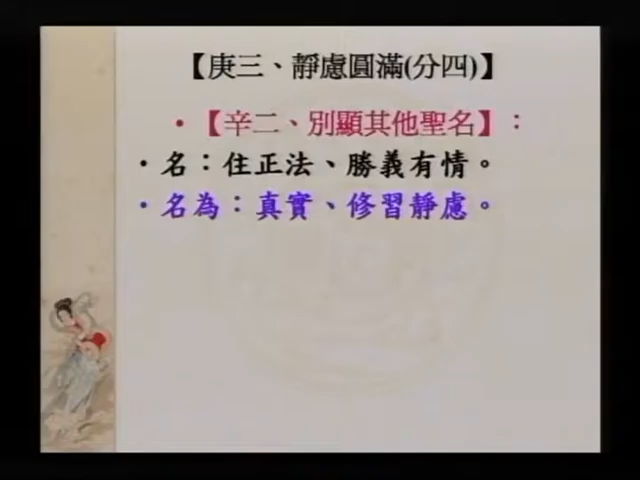 【庚三、靜慮圓滿(分四)】
•【辛二、別顯其他聖名】：
•名：住正法、勝義有情。
•名為：真實、修習靜慮。